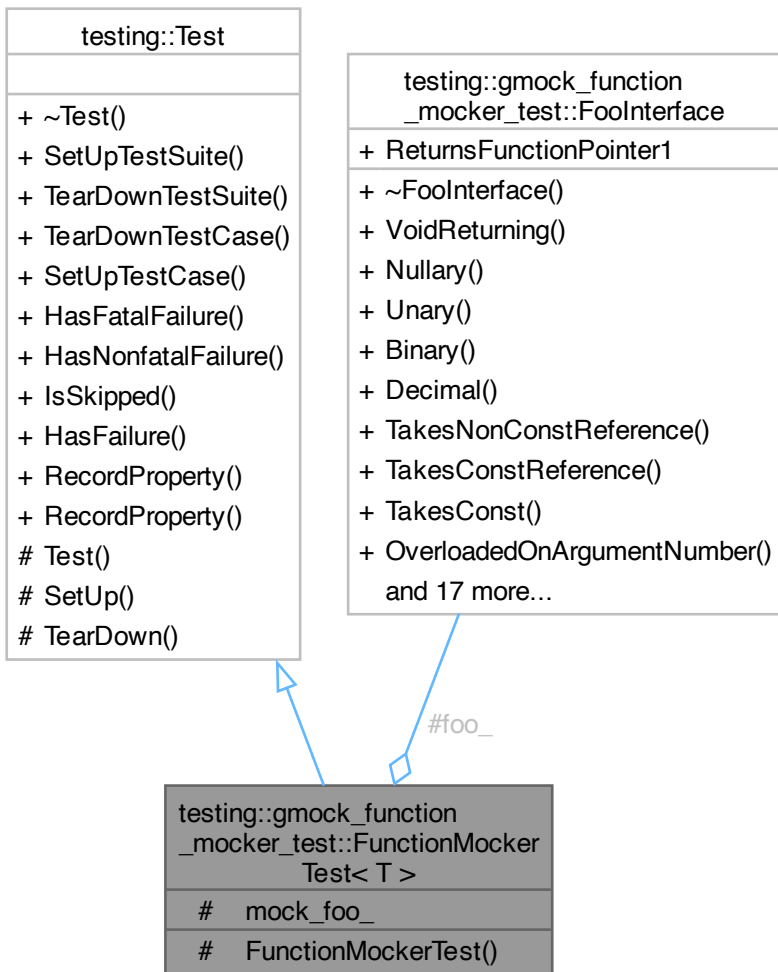 testing::Test
+ ~Test()
+ SetUpTestSuite()
+ TearDownTestSuite()
+ TearDownTestCase()
+ SetUpTestCase()
+ HasFatalFailure()
+ HasNonfatalFailure()
+ IsSkipped()
+ HasFailure()
+ RecordProperty()
+ RecordProperty()
# Test()
# SetUp()
# TearDown()
testing::gmock_function
_mocker_test::FooInterface
+ ReturnsFunctionPointer1
+ ~FooInterface()
+ VoidReturning()
+ Nullary()
+ Unary()
+ Binary()
+ Decimal()
+ TakesNonConstReference()
+ TakesConstReference()
+ TakesConst()
+ OverloadedOnArgumentNumber()
and 17 more...
#foo_
testing::gmock_function
_mocker_test::FunctionMocker
Test< T >
# mock_foo_
# FunctionMockerTest()